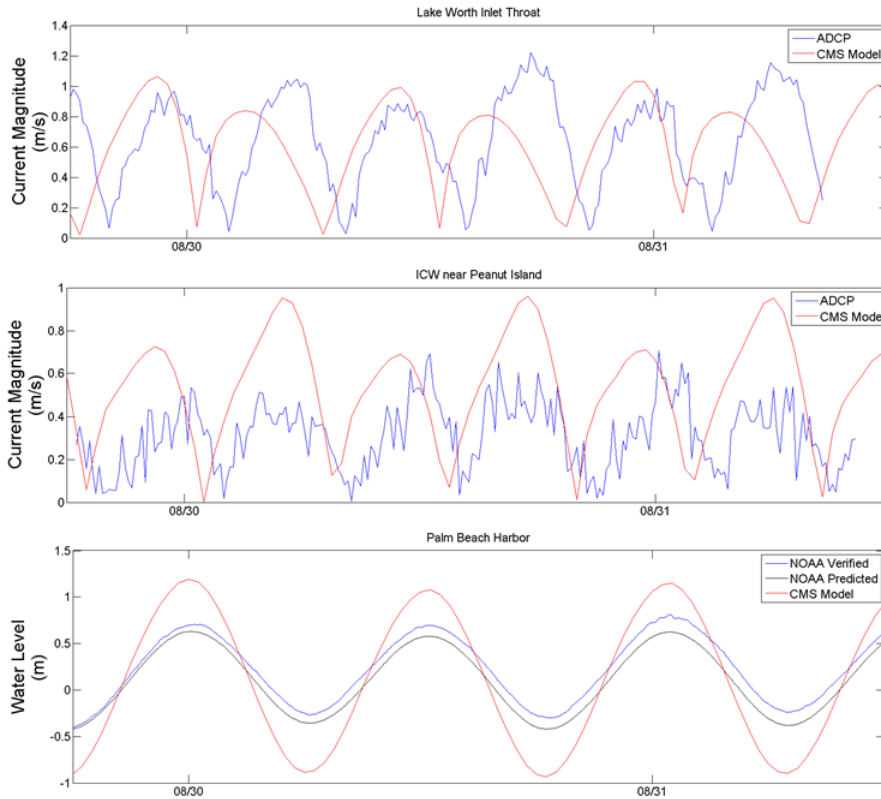 Lake Worth Inlet Throat
Current Magnitude
(m/s)
1.4
1.2
1
0.8
0.6
0.4
0.2
0
ADCP
CMS Model
08/30
08/31
ICW near Peanut Island
Current Magnitude
(m/s)
1
0.8
0.6
0.4
0.2
0
ADCP
CMS Model
08/30
08/31
Palm Beach Harbor
Water Level
(m)
1.5
1
0.5
0
-0.5
-1
NOAA Verified
NOAA Predicted
CMS Model
08/30
08/31